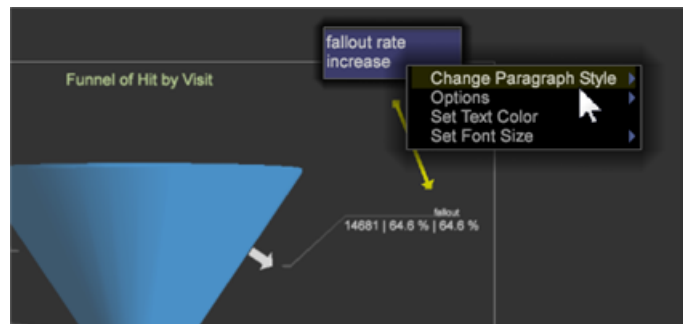 fallout rate
increase
Funnel of Hit by Visit
Change Paragraph Style
Options
Set Text Color
Set Font Size
fallout
14681 | 64.6 % | 64.6 %